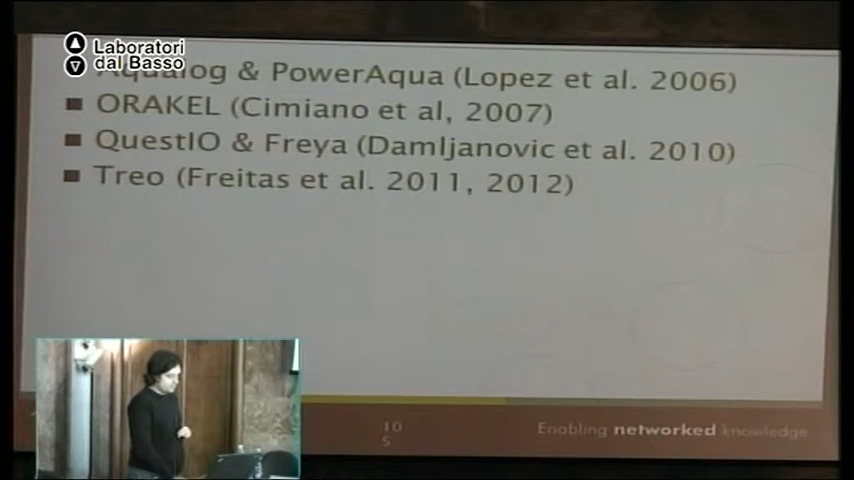 Laboratori
dal Basso
Aqualog & PowerAqua (Lopez et al. 2006)
ORAKEL (Cimiano et al, 2007)
QuestIO & Freya (Damljanovic et al. 2010)
Treo (Freitas et al. 2011, 2012)
10
5
Enabling networked knowledge